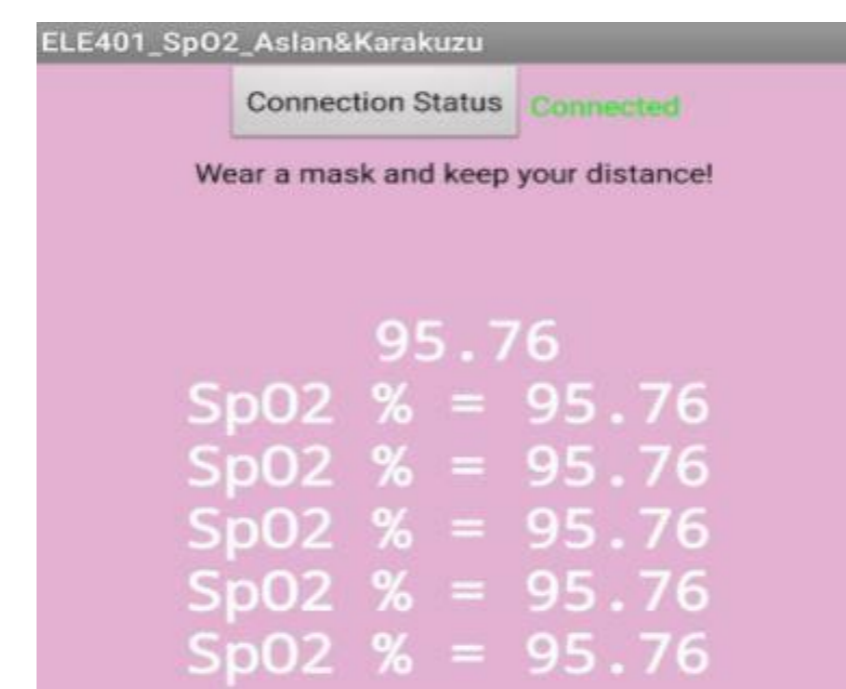 ELE401_SpO2_Aslan&Karakuzu
Connection Status Connected
Wear a mask and keep your distance!
95.76
SpO2 % = 95.76
SpO2 % = 95.76
SpO2 % = 95.76
SpO2 % = 95.76
SpO2 % = 95.76